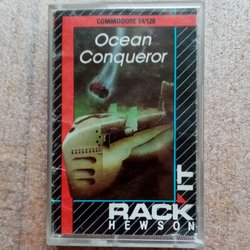 COMMODORE 64/128
Ocean
Conqueror
RACK
IT
HEWSON